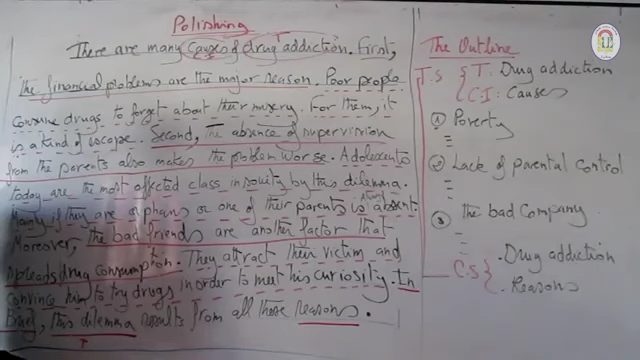 Polishing
There are many causes of drug addiction. First,
the financial problems are the major reason. Poor people
consume drugs to forget about their misery. For them, it
is a kind of escope. Second, the absence of supervision
from the parents also makes the problem worse. Adolescents
today are the most affected class in society by this dilemma.
Mainly if they are orphans or one of their parents is always absent.
Moreover, the bad friends are another factor that
spreads drug consumption. They attract their victim and
convince him to try drugs in order to meet his curiosity. In
Brief, this dilemma results from all these reasons.
T
The Outline
T.S { T: Drug addiction
C.I: Causes
① Poverty
② Lack of parental control
③ The bad Company
C.S { . Drug addiction
. Reasons